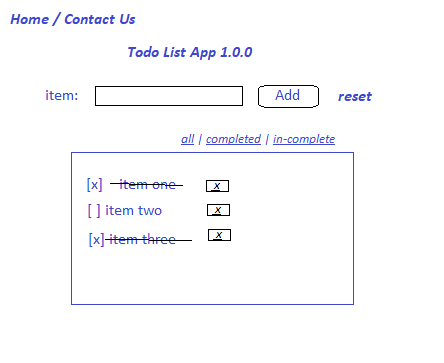 Home / Contact Us
Todo List App 1.0.0
item: Add reset
all | completed | in-complete
[x] item one x
[ ] item two x
[x] item three x